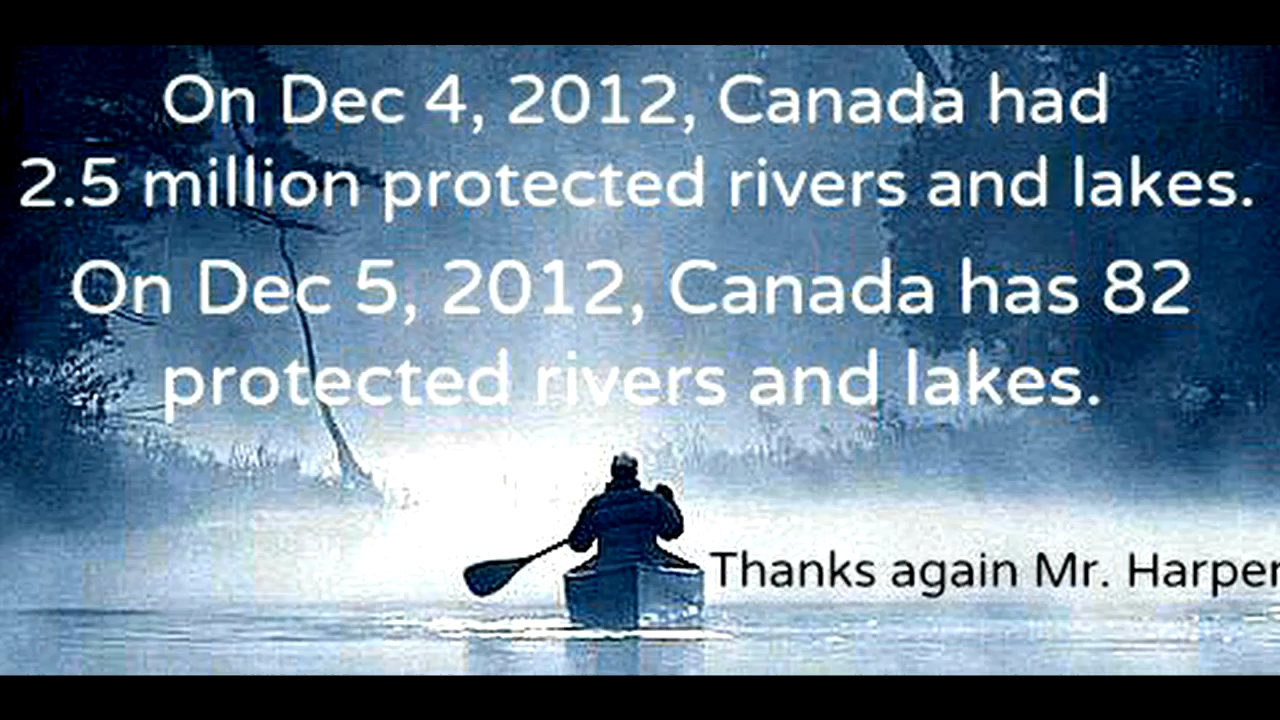 On Dec 4, 2012, Canada had
2.5 million protected rivers and lakes.
On Dec 5, 2012, Canada has 82
protected rivers and lakes.
Thanks again Mr. Harper